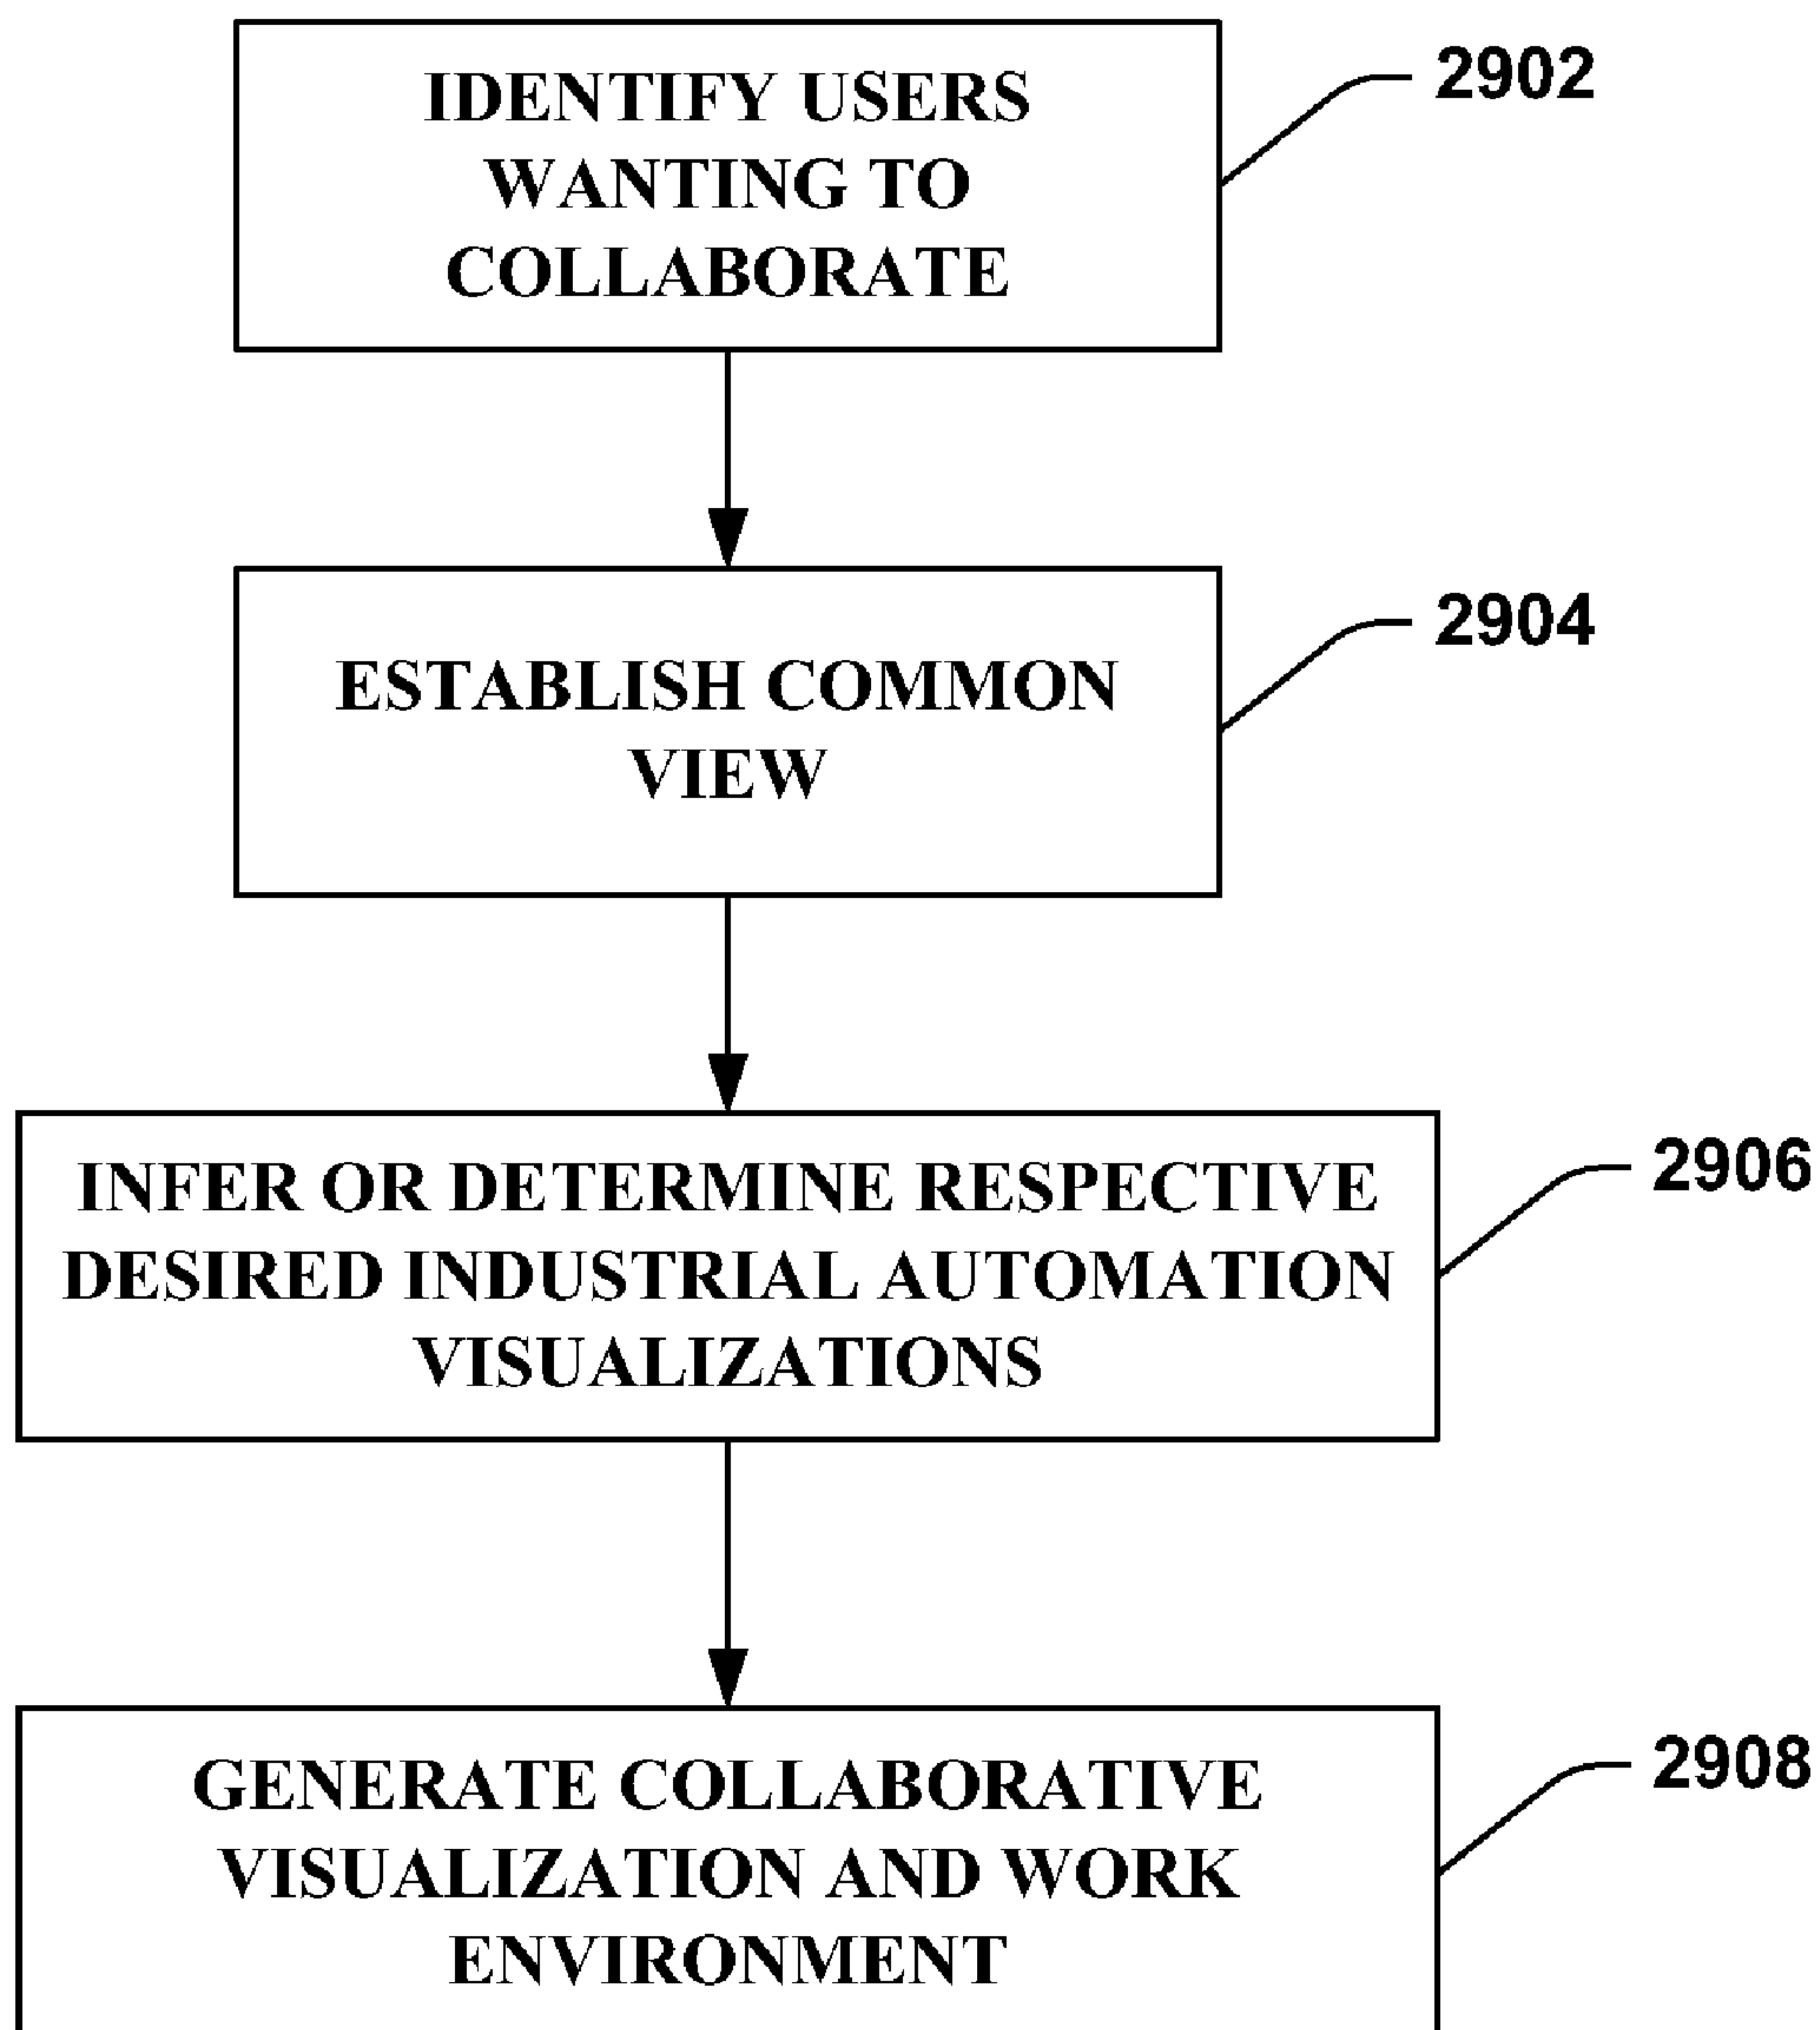 IDENTIFY USERS
WANTING TO
COLLABORATE
2902
ESTABLISH COMMON
VIEW
2904
INFER OR DETERMINE RESPECTIVE
DESIRED INDUSTRIAL AUTOMATION
VISUALIZATIONS
2906
GENERATE COLLABORATIVE
VISUALIZATION AND WORK
ENVIRONMENT
2908